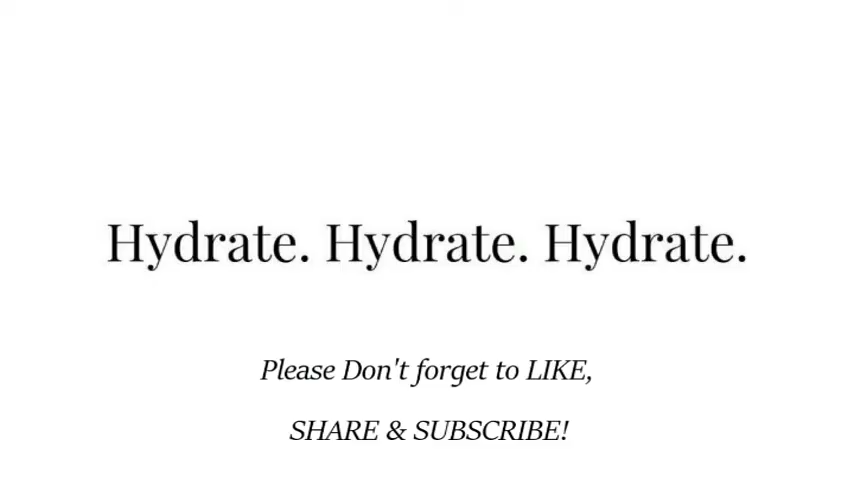 Hydrate. Hydrate. Hydrate.
Please Don't forget to LIKE,
SHARE & SUBSCRIBE!